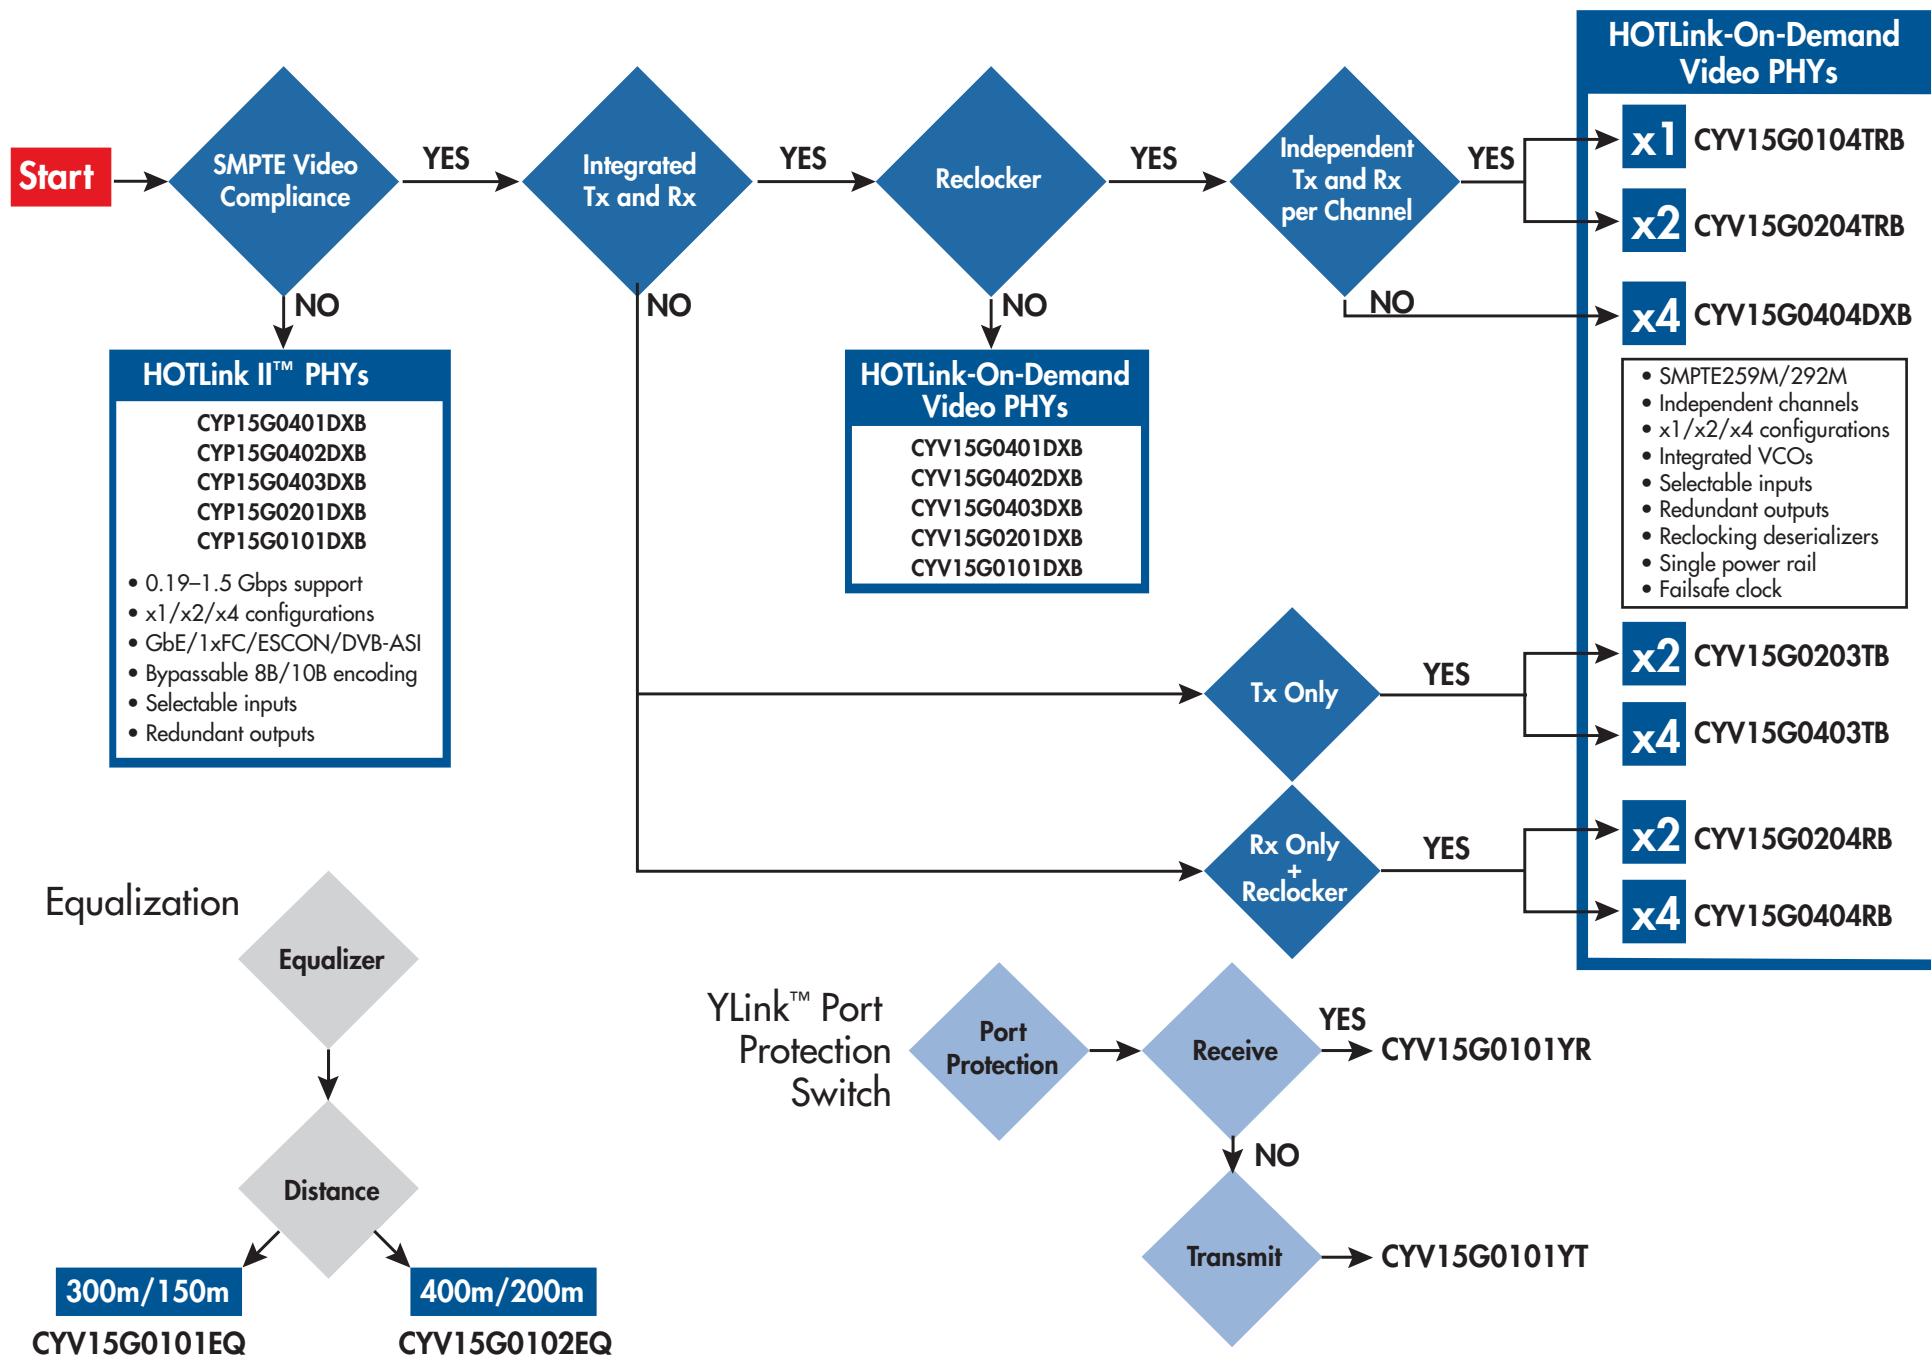 Start
SMPTE Video
Compliance
YES
Integrated
Tx and Rx
YES
Reclocker
YES
Independent
Tx and Rx
per Channel
YES
HOTLink-On-Demand
Video PHYs
x1 CYV15G0104TRB
x2 CYV15G0204TRB
NO
x4 CYV15G0404DXB
• SMPTE259M/292M
• Independent channels
• x1/x2/x4 configurations
• Integrated VCOs
• Selectable inputs
• Redundant outputs
• Reclocking deserializers
• Single power rail
• Failsafe clock
NO
HOTLink II™ PHYs
CYP15G0401DXB
CYP15G0402DXB
CYP15G0403DXB
CYP15G0201DXB
CYP15G0101DXB
• 0.19–1.5 Gbps support
• x1/x2/x4 configurations
• GbE/1xFC/ESCON/DVB-ASI
• Bypassable 8B/10B encoding
• Selectable inputs
• Redundant outputs
NO
NO
HOTLink-On-Demand
Video PHYs
CYV15G0401DXB
CYV15G0402DXB
CYV15G0403DXB
CYV15G0201DXB
CYV15G0101DXB
Tx Only
YES
x2 CYV15G0203TB
x4 CYV15G0403TB
Rx Only
+
Reclocker
YES
x2 CYV15G0204RB
x4 CYV15G0404RB
Equalization
Equalizer
Distance
300m/150m
CYV15G0101EQ
400m/200m
CYV15G0102EQ
YLink™ Port
Protection
Switch
Port
Protection
Receive
YES
CYV15G0101YR
NO
Transmit
CYV15G0101YT